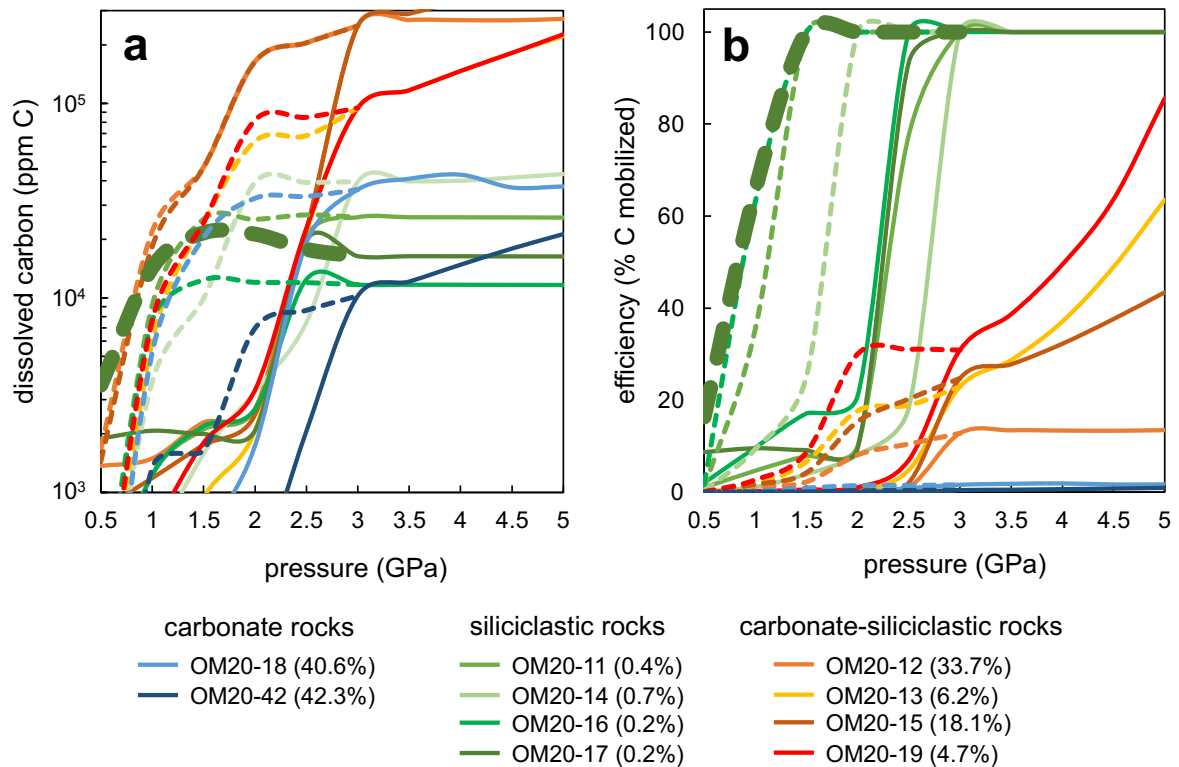 a
dissolved carbon (ppm C)
10⁵
10⁴
10³
0.5 1 1.5 2 2.5 3 3.5 4 4.5 5
pressure (GPa)
b
efficiency (% C mobilized)
100
80
60
40
20
0
0.5 1 1.5 2 2.5 3 3.5 4 4.5 5
pressure (GPa)
carbonate rocks
OM20-18 (40.6%)
OM20-42 (42.3%)
siliciclastic rocks
OM20-11 (0.4%)
OM20-14 (0.7%)
OM20-16 (0.2%)
OM20-17 (0.2%)
carbonate-siliciclastic rocks
OM20-12 (33.7%)
OM20-13 (6.2%)
OM20-15 (18.1%)
OM20-19 (4.7%)